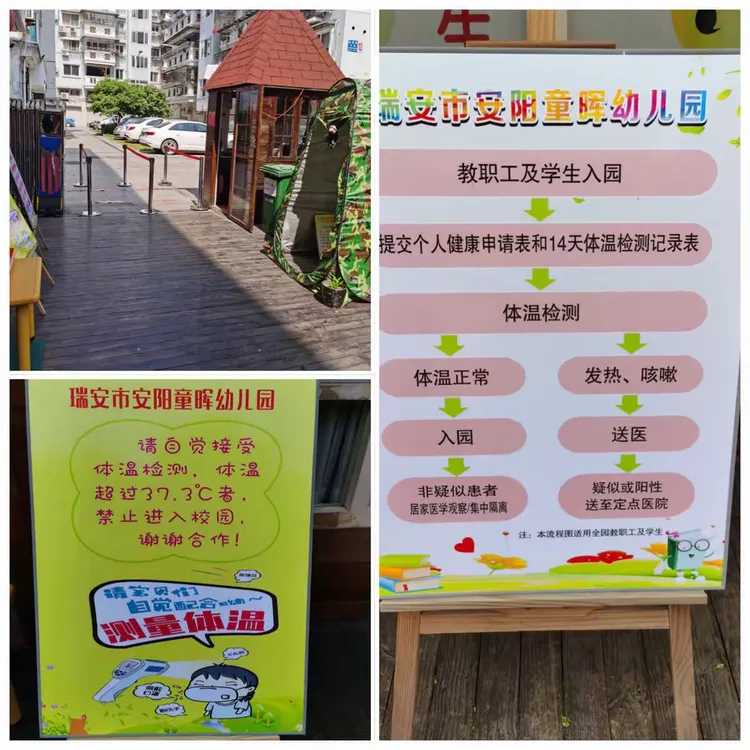 瑞安市安阳童晖幼儿园
请自觉接受
体温检测，体温
超过37.3℃者，
禁止进入校园，
谢谢合作！
请宝贝们
自觉配合
测量体温
生
瑞安市安阳童晖幼儿园
教职工及学生入园
提交个人健康申请表和14天体温检测记录表
体温检测
体温正常
发热、咳嗽
入园
送医
非疑似患者
居家医学观察/集中隔离
疑似或阳性
送至定点医院
注：本流程图适用全园教职工及学生